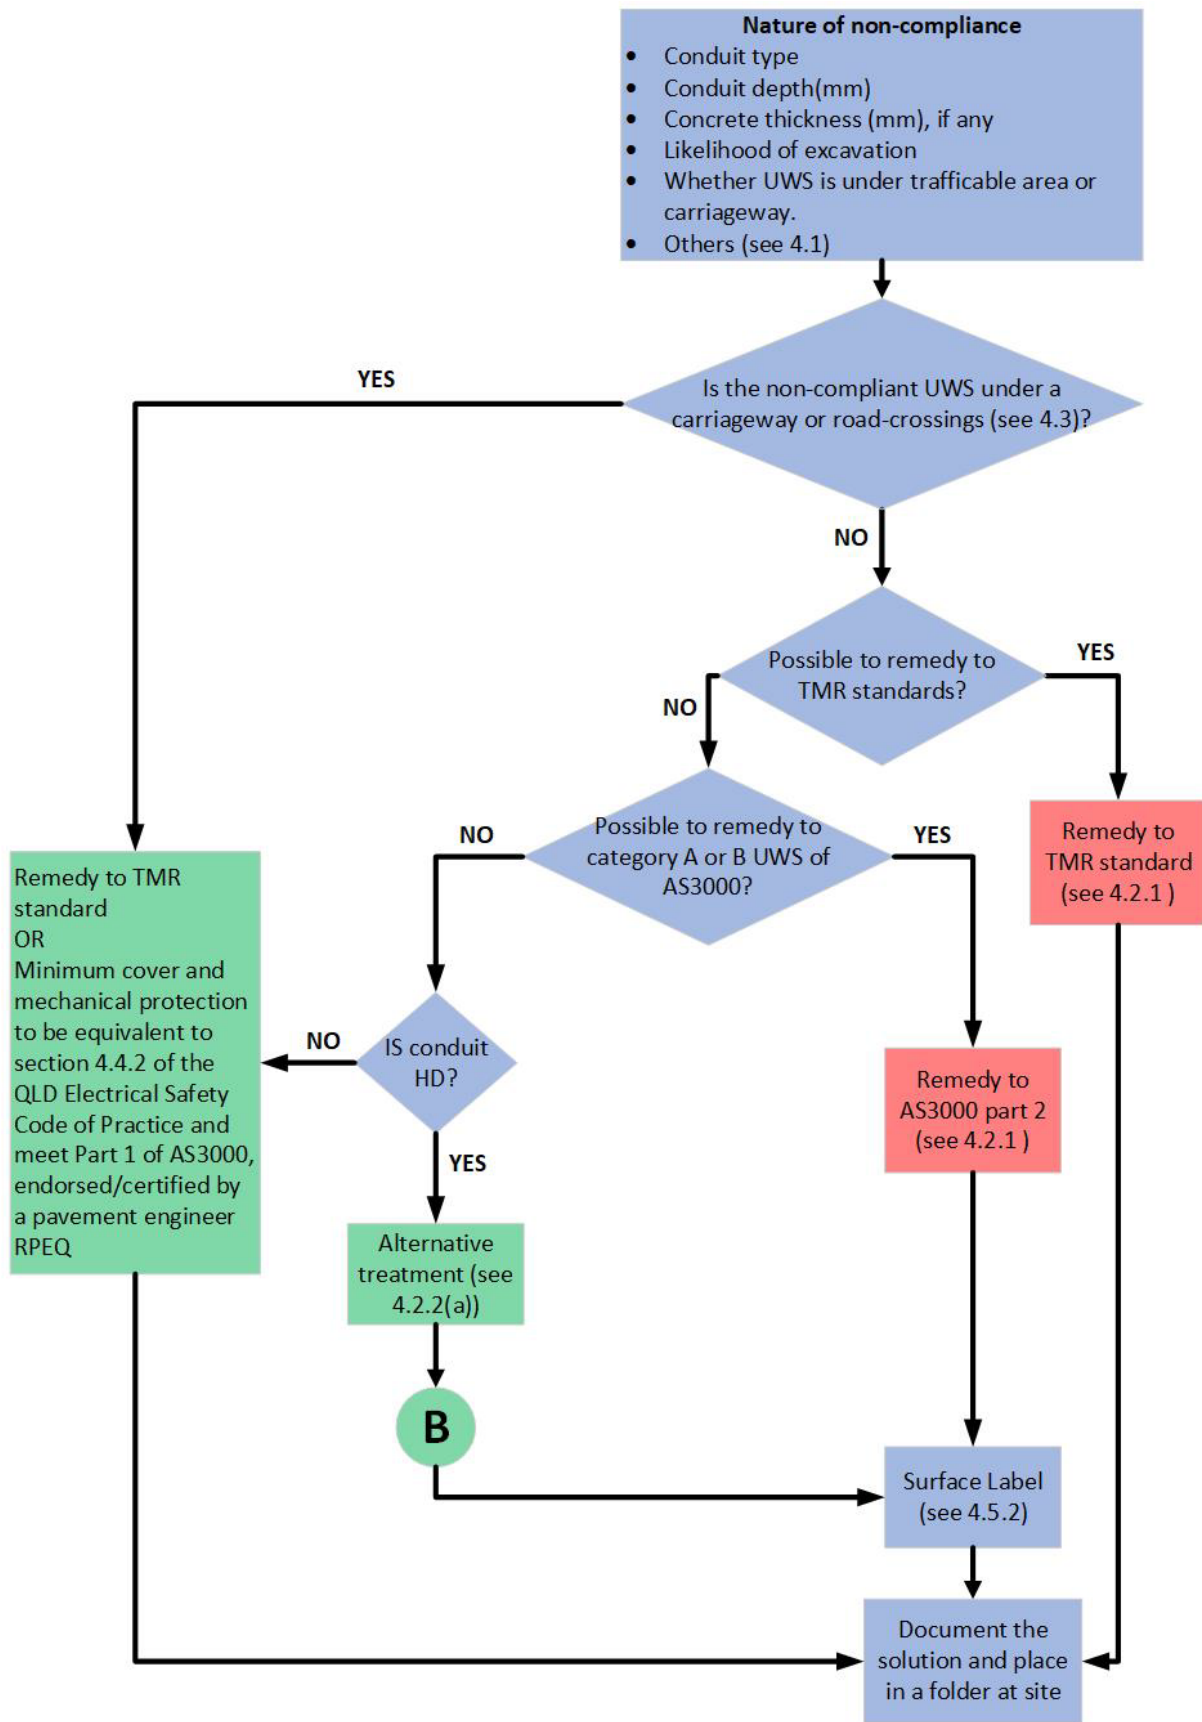 Nature of non-compliance
• Conduit type
• Conduit depth(mm)
• Concrete thickness (mm), if any
• Likelihood of excavation
• Whether UWS is under trafficable area or
carriageway.
• Others (see 4.1)
YES
Is the non-compliant UWS under a
carriageway or road-crossings (see 4.3)?
NO
Possible to remedy to
TMR standards?
YES
NO
NO
Possible to remedy to
category A or B UWS of
AS3000?
YES
Remedy to
TMR standard
(see 4.2.1 )
Remedy to TMR
standard
OR
Minimum cover and
mechanical protection
to be equivalent to
section 4.4.2 of the
QLD Electrical Safety
Code of Practice and
meet Part 1 of AS3000,
endorsed/certified by
a pavement engineer
RPEQ
NO
IS conduit
HD?
YES
Remedy to
AS3000 part 2
(see 4.2.1 )
Alternative
treatment (see
4.2.2(a))
B
Surface Label
(see 4.5.2)
Document the
solution and place
in a folder at site